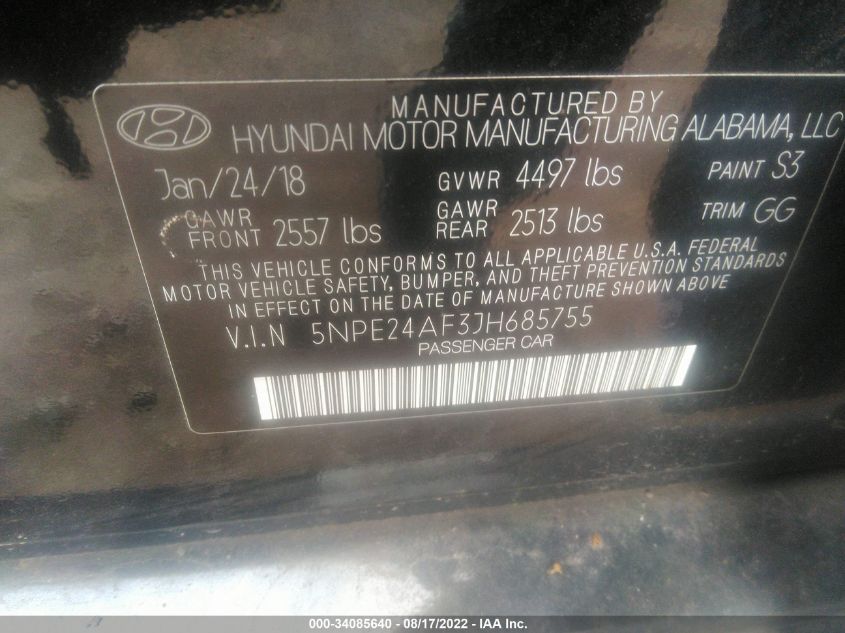 MANUFACTURED BY
HYUNDAI MOTOR MANUFACTURING ALABAMA, LLC
Jan/24/18 GVWR 4497 lbs PAINT S3
GAWR FRONT 2557 lbs GAWR REAR 2513 lbs TRIM GG
THIS VEHICLE CONFORMS TO ALL APPLICABLE U.S.A. FEDERAL
MOTOR VEHICLE SAFETY, BUMPER, AND THEFT PREVENTION STANDARDS
IN EFFECT ON THE DATE OF MANUFACTURE SHOWN ABOVE
V.I.N 5NPE24AF3JH685755
PASSENGER CAR
000-34085640 - 08/17/2022 - IAA Inc.